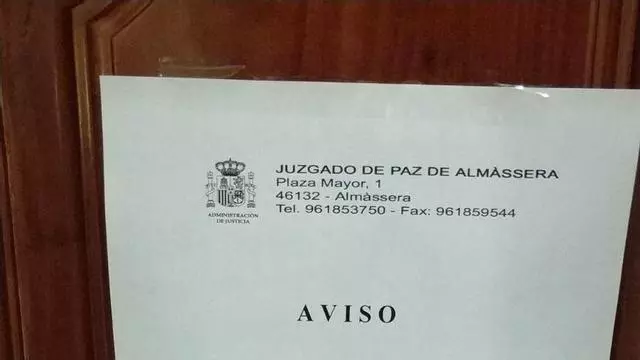 JUZGADO DE PAZ DE ALMÀSSERA
Plaza Mayor, 1
46132 - Almàssera
Tel. 961853750 - Fax: 961859544
ADMINISTRACIÓN
DE JUSTICIA
AVISO